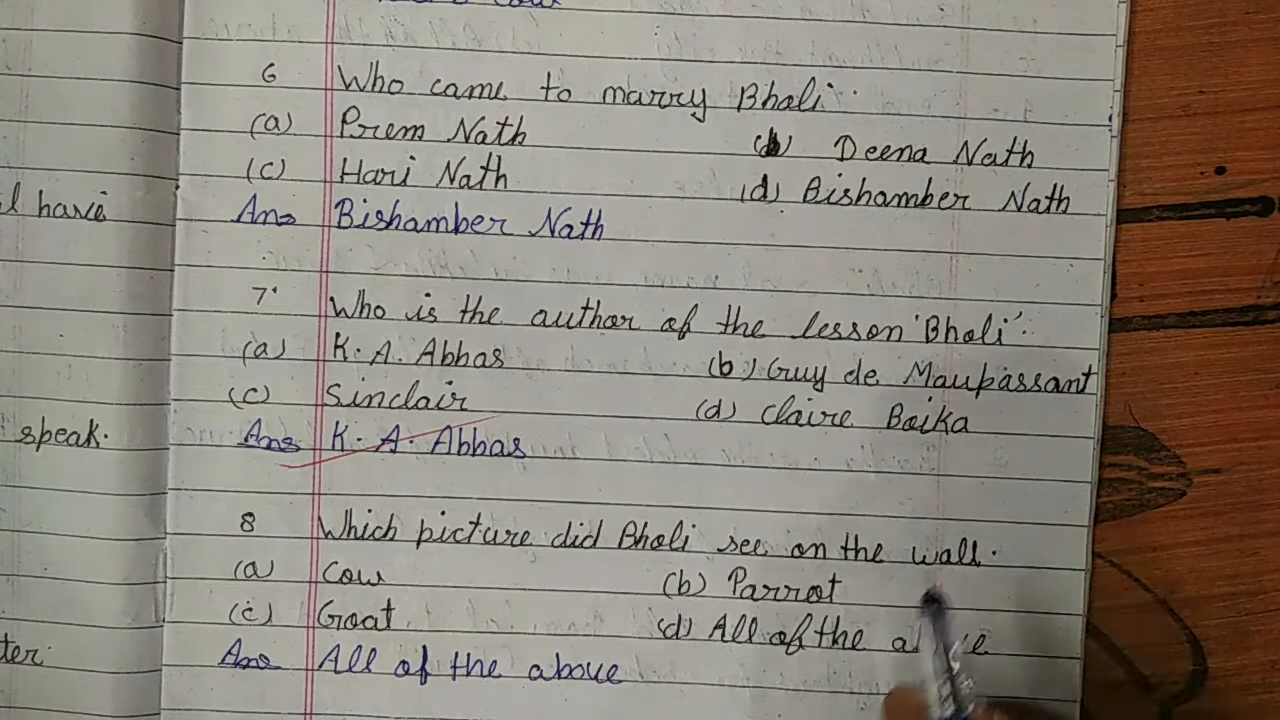 l have
speak.
ter
6 Who came to marry Bholi.
(a) Prem Nath (b) Deena Nath
(c) Hari Nath (d) Bishamber Nath
Ans Bishamber Nath
7. Who is the author of the lesson 'Bholi'.
(a) K. A. Abbas (b) Guy de Maupassant
(c) Sinclair (d) Claire Boika
Ans K. A. Abbas
8 Which picture did Bholi see on the wall.
(a) Cow (b) Parrot
(c) Goat (d) All of the
Ans All of the above